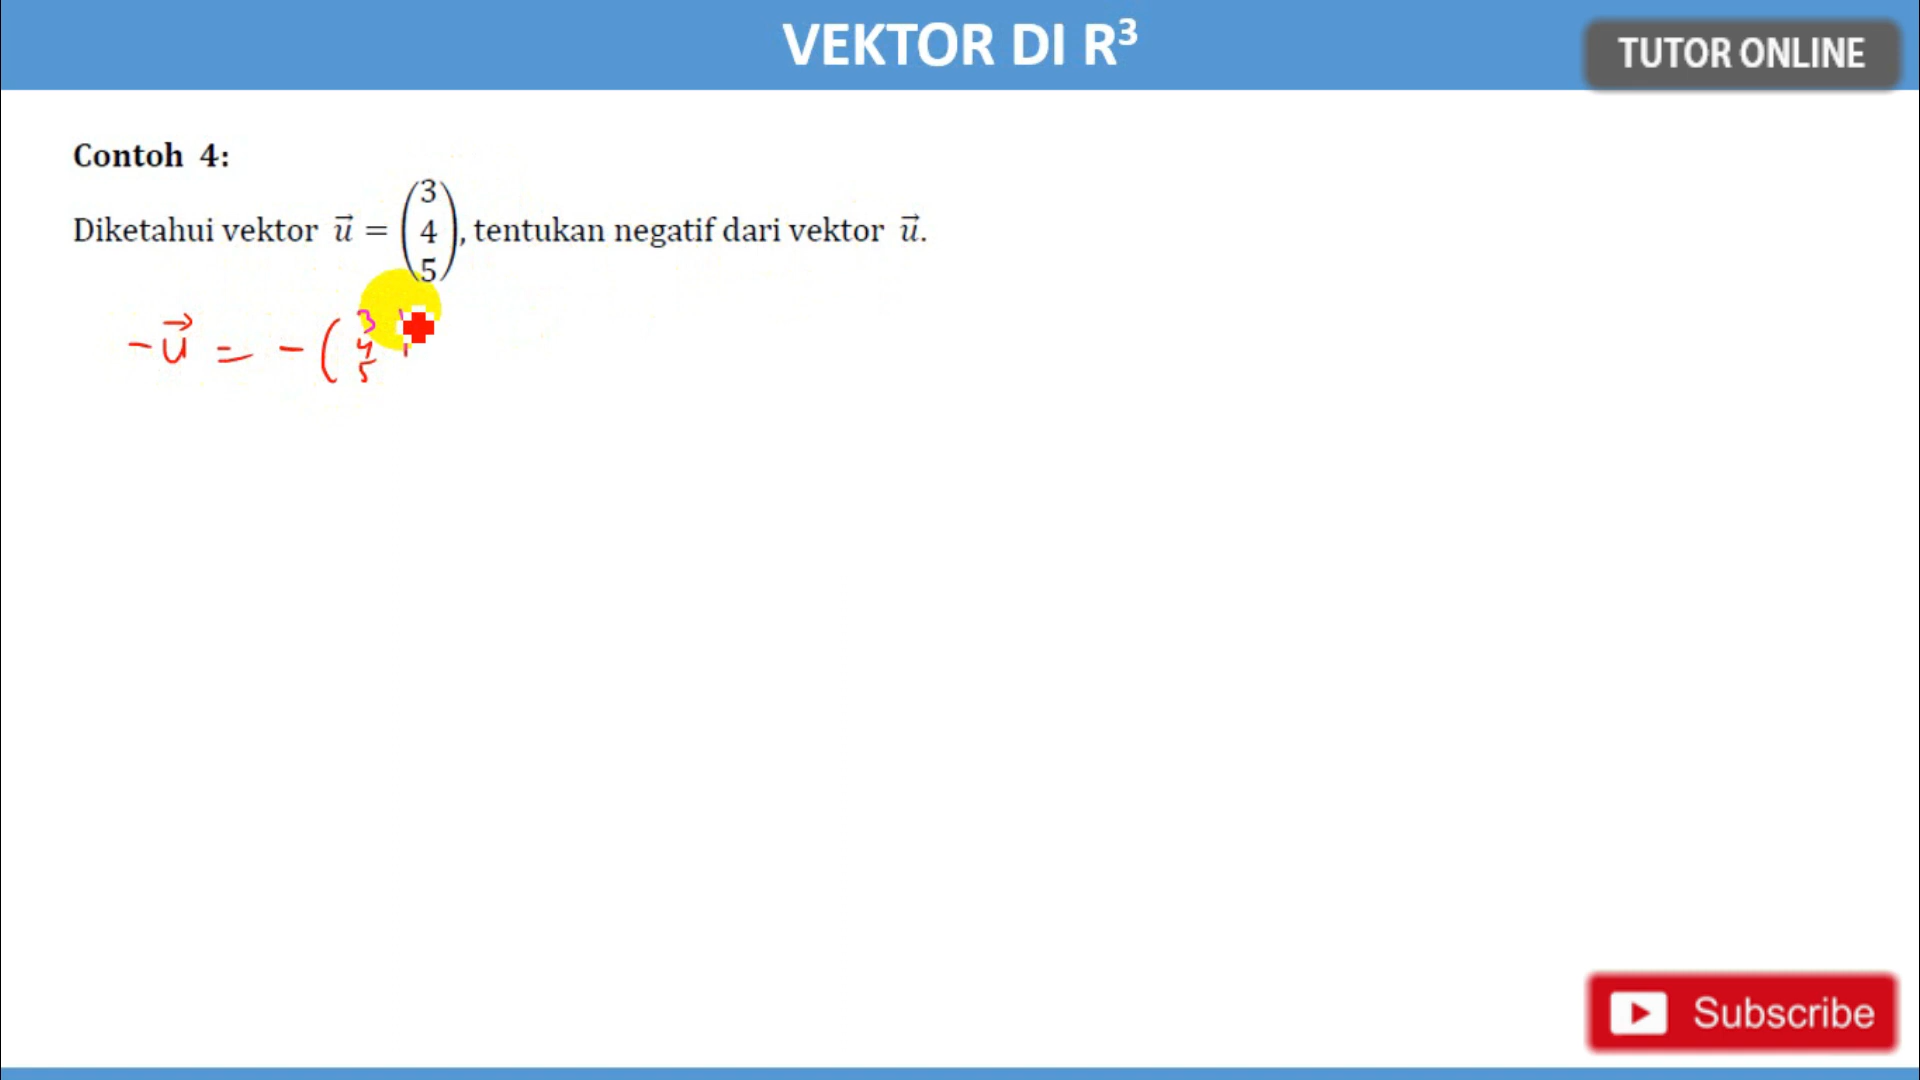 VEKTOR DI R³
TUTOR ONLINE
Contoh 4:
Diketahui vektor u⃗ = (3 4 5), tentukan negatif dari vektor u⃗.
-u⃗ = -(3 4 5
Subscribe